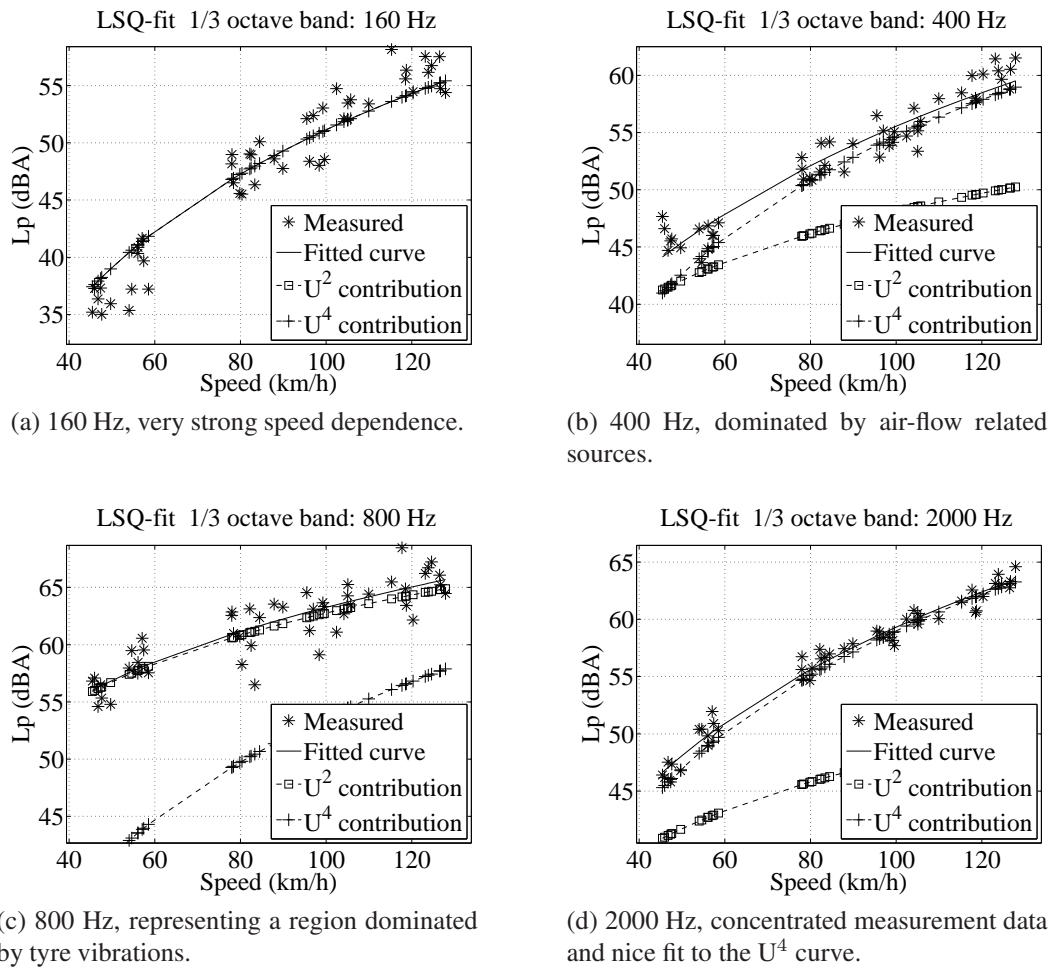 LSQ-fit 1/3 octave band: 160 Hz
Lp (dBA)
55
50
45
40
35
Measured
Fitted curve
U² contribution
U⁴ contribution
40 60 80 100 120
Speed (km/h)
(a) 160 Hz, very strong speed dependence.
LSQ-fit 1/3 octave band: 400 Hz
Lp (dBA)
60
55
50
45
40
Measured
Fitted curve
U² contribution
U⁴ contribution
40 60 80 100 120
Speed (km/h)
(b) 400 Hz, dominated by air-flow related
sources.
LSQ-fit 1/3 octave band: 800 Hz
Lp (dBA)
65
60
55
50
45
Measured
Fitted curve
U² contribution
U⁴ contribution
40 60 80 100 120
Speed (km/h)
(c) 800 Hz, representing a region dominated
by tyre vibrations.
LSQ-fit 1/3 octave band: 2000 Hz
Lp (dBA)
65
60
55
50
45
Measured
Fitted curve
U² contribution
U⁴ contribution
40 60 80 100 120
Speed (km/h)
(d) 2000 Hz, concentrated measurement data
and nice fit to the U⁴ curve.